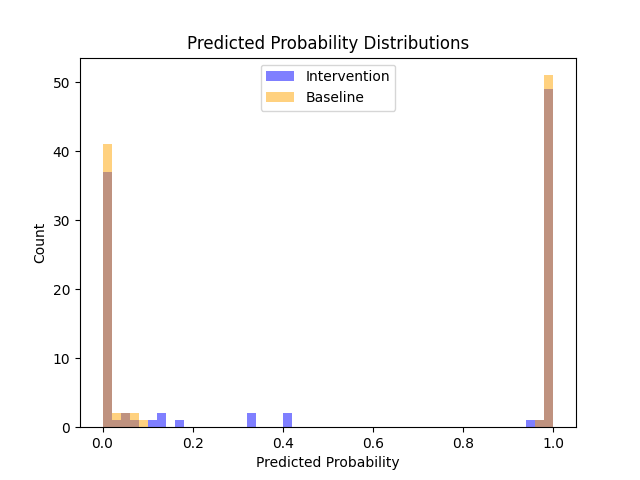 Predicted Probability Distributions
Intervention
Baseline
Count
50
40
30
20
10
0
0.0 0.2 0.4 0.6 0.8 1.0
Predicted Probability